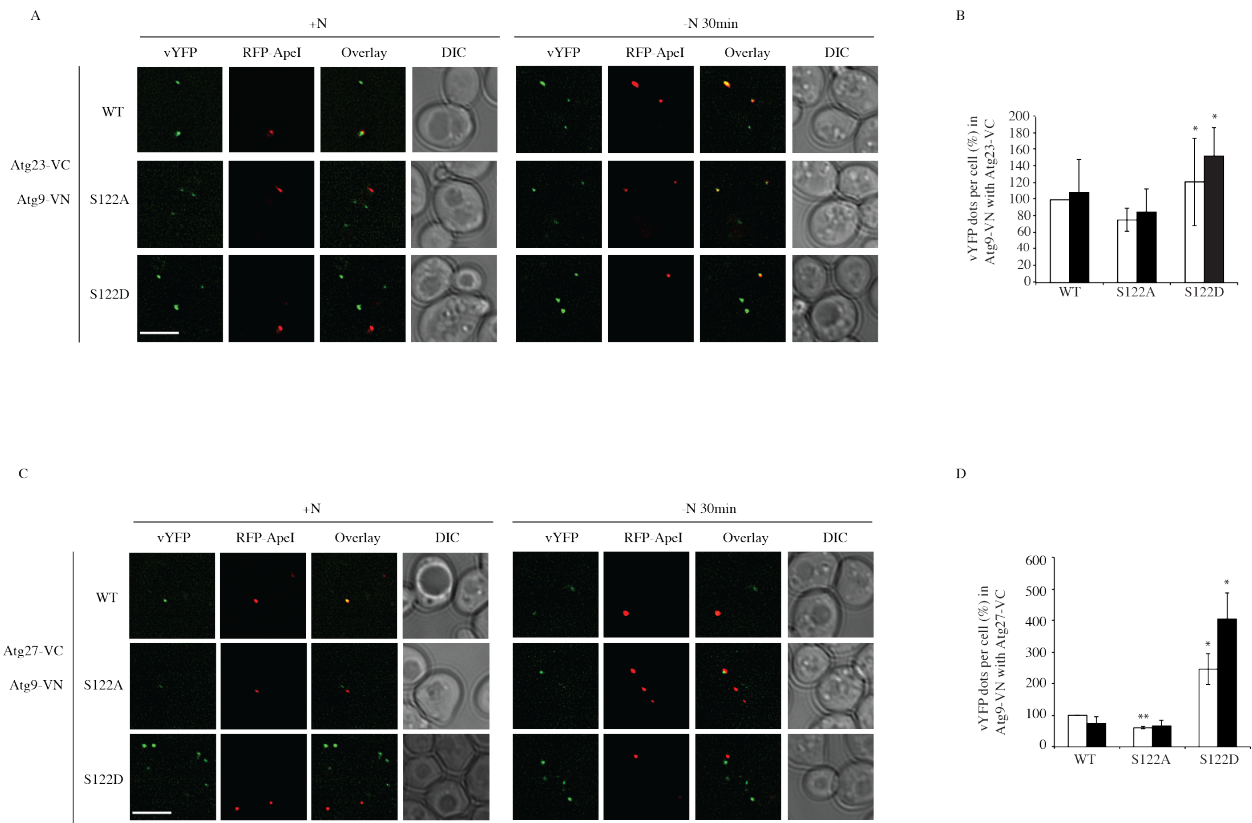 A
+N
-N 30min
vYFP RFP-ApeI Overlay DIC
vYFP RFP-ApeI Overlay DIC
WT
Atg23-VC
Atg9-VN
S122A
S122D
B
vYFP dots per cell (%) in
Atg9-VN with Atg23-VC
200
180
160
140
120
100
80
60
40
20
0
*
*
WT S122A S122D
C
+N
-N 30min
vYFP RFP-ApeI Overlay DIC
vYFP RFP-ApeI Overlay DIC
WT
Atg27-VC
Atg9-VN
S122A
S122D
D
vYFP dots per cell (%) in
Atg9-VN with Atg27-VC
600
500
400
300
200
100
0
**
*
*
WT S122A S122D